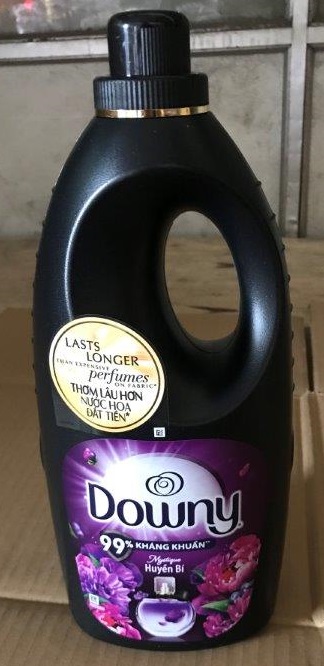 LASTS
LONGER
THAN EXPENSIVE
perfumes
ON FABRIC*
THƠM LÂU HƠN
NƯỚC HOA
ĐẮT TIỀN*
Downy
99% KHÁNG KHUẨN**
Mystique
Huyền Bí